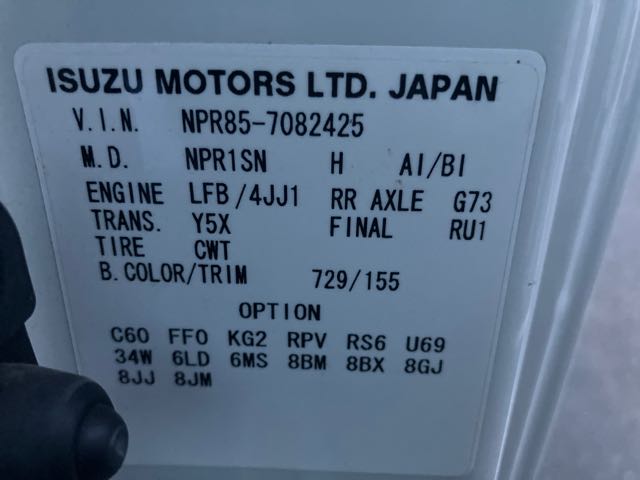 ISUZU MOTORS LTD. JAPAN
V.I.N. NPR85-7082425
M.D. NPR1SN H AI/BI
ENGINE LFB/4JJ1 RR AXLE G73
TRANS. Y5X FINAL RU1
TIRE CWT
B.COLOR/TRIM 729/155
OPTION
C60 FF0 KG2 RPV RS6 U69
34W 6LD 6MS 8BM 8BX 8GJ
8JJ 8JM